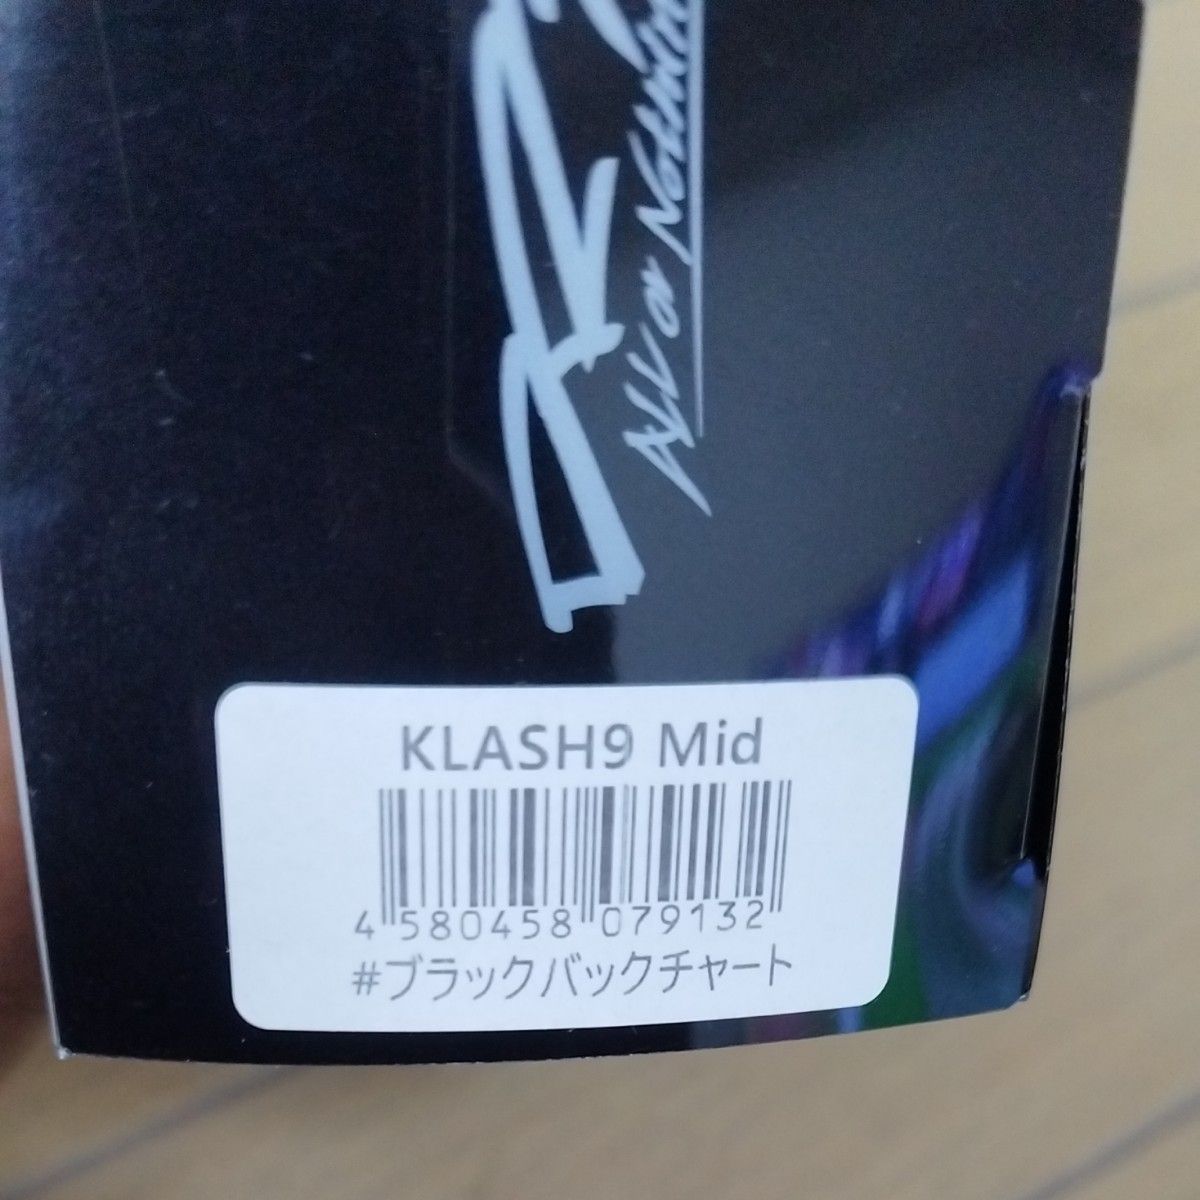 All or Nothing
KLASH9 Mid
4 580458 079132
#ブラックバックチャート